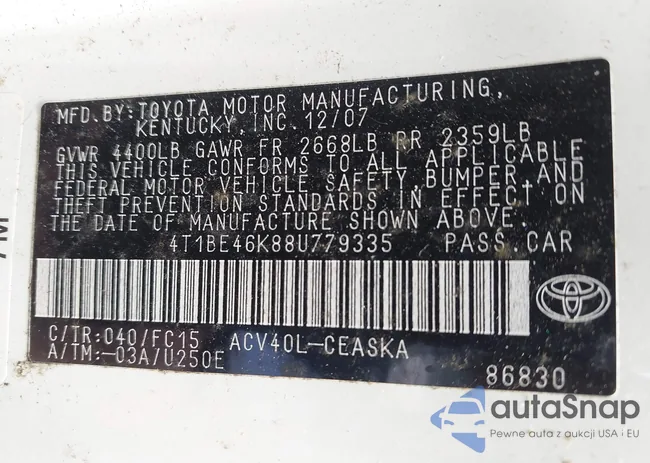 MFD.BY:TOYOTA MOTOR MANUFACTURING,
KENTUCKY,INC. 12/07
GVWR 4400LB GAWR FR 2668LB RR 2359LB
THIS VEHICLE CONFORMS TO ALL APPLICABLE
FEDERAL MOTOR VEHICLE SAFETY,BUMPER,AND
THEFT PREVENTION STANDARDS IN EFFECT ON
THE DATE OF MANUFACTURE SHOWN ABOVE.
4T1BE46K88U779335 PASS.CAR
C/TR:040/FC15 ACV40L-CEASKA
A/TM:-03A/U250E
86830
autaSnap
Pewne auta z aukcji USA i EU